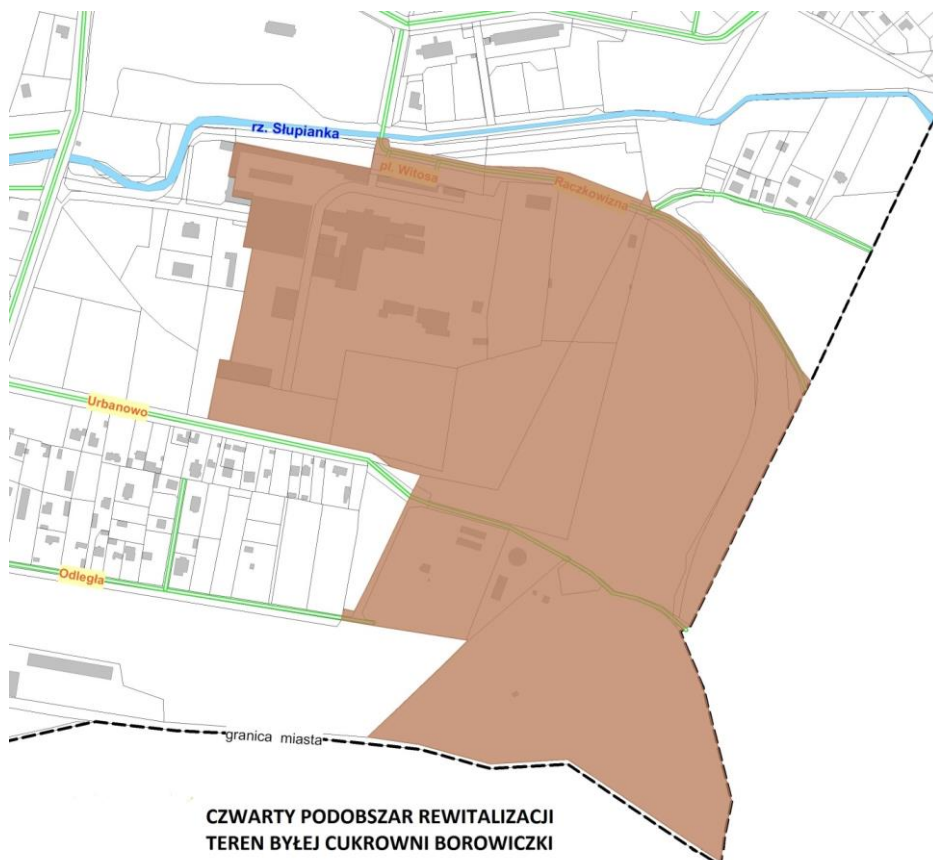 rz. Słupianka
pl. Witosa
Raczkowizna
Urbanowo
Odległa
granica miasta
CZWARTY PODOBSZAR REWITALIZACJI
TEREN BYŁEJ CUKROWNI BOROWICZKI